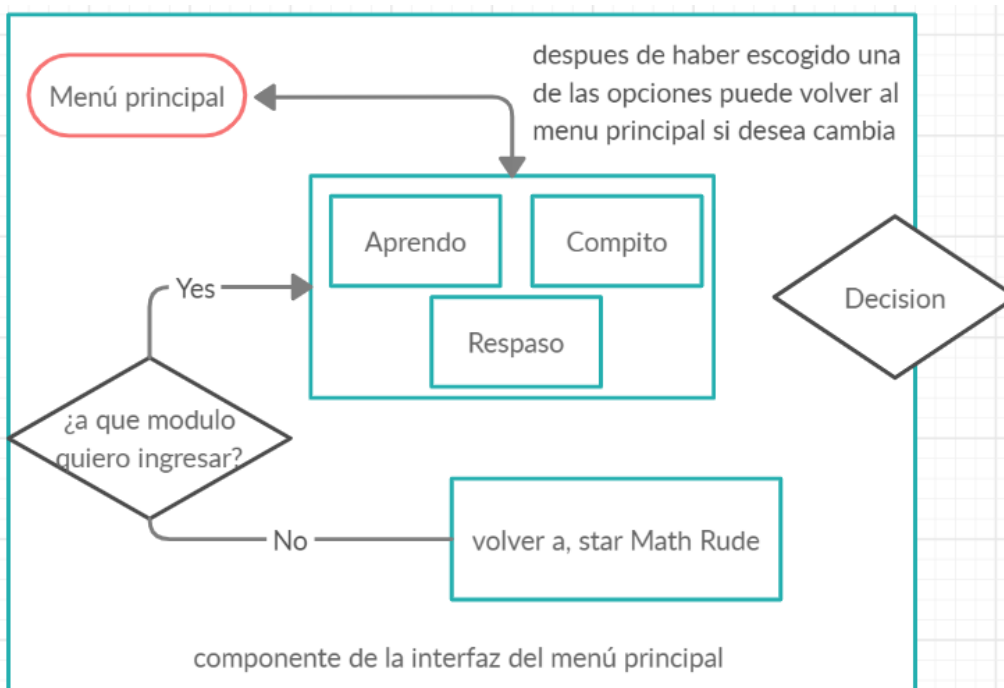 Menú principal
despues de haber escogido una
de las opciones puede volver al
menu principal si desea cambia
Aprendo
Compito
Respaso
Yes
Decision
¿a que modulo
quiero ingresar?
No
volver a, star Math Rude
componente de la interfaz del menú principal